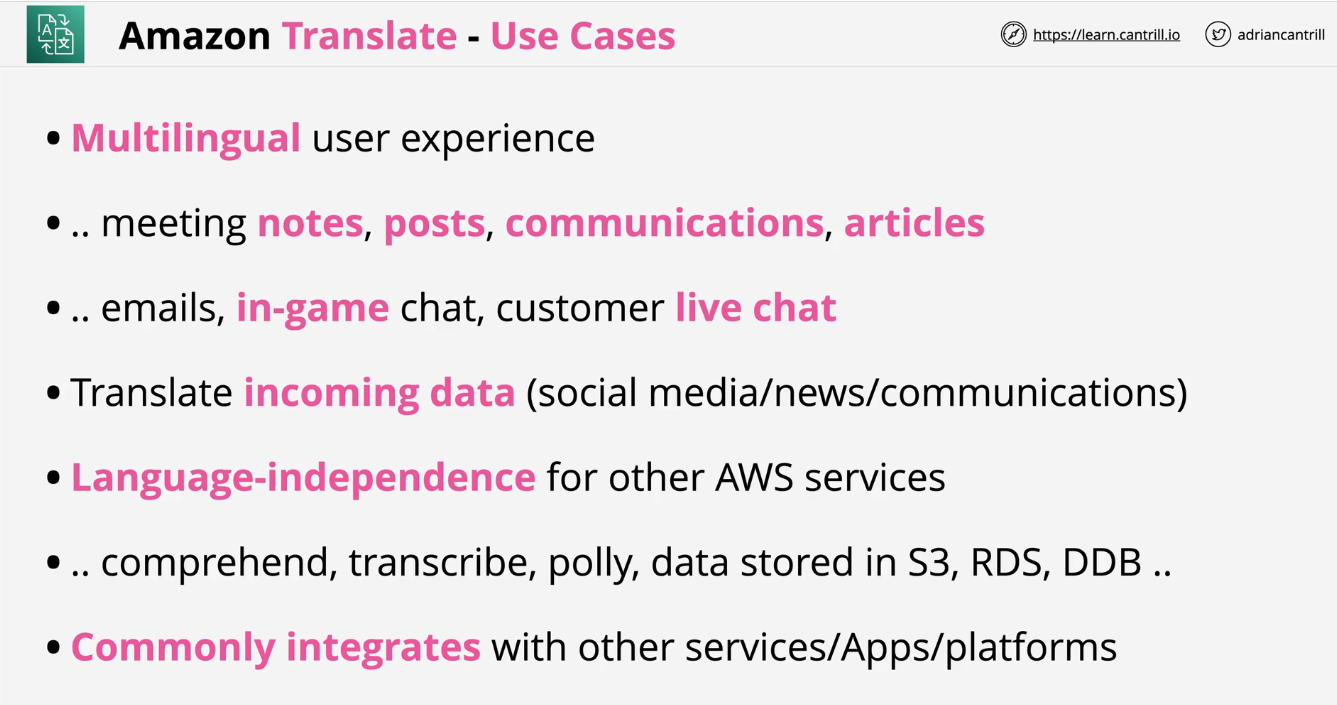 Amazon Translate - Use Cases
https://learn.cantrill.io
adriancantrill
• Multilingual user experience
• .. meeting notes, posts, communications, articles
• .. emails, in-game chat, customer live chat
• Translate incoming data (social media/news/communications)
• Language-independence for other AWS services
• .. comprehend, transcribe, polly, data stored in S3, RDS, DDB ..
• Commonly integrates with other services/Apps/platforms